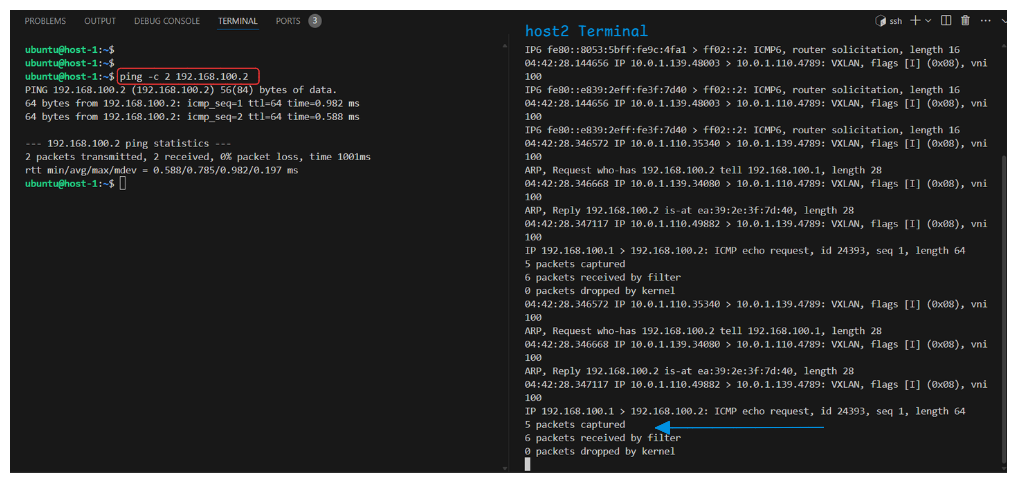 PROBLEMS OUTPUT DEBUG CONSOLE TERMINAL PORTS 3
ubuntu@host-1:~$
ubuntu@host-1:~$
ubuntu@host-1:~$ ping -c 2 192.168.100.2
PING 192.168.100.2 (192.168.100.2) 56(84) bytes of data.
64 bytes from 192.168.100.2: icmp_seq=1 ttl=64 time=0.982 ms
64 bytes from 192.168.100.2: icmp_seq=2 ttl=64 time=0.588 ms
--- 192.168.100.2 ping statistics ---
2 packets transmitted, 2 received, 0% packet loss, time 1001ms
rtt min/avg/max/mdev = 0.588/0.785/0.982/0.197 ms
ubuntu@host-1:~$
ssh
host2 Terminal
IP6 fe80::8053:5bff:fe9c:4fa1 > ff02::2: ICMP6, router solicitation, length 16
04:42:28.144656 IP 10.0.1.139.48003 > 10.0.1.110.4789: VXLAN, flags [I] (0x08), vni
100
IP6 fe80::e839:2eff:fe3f:7d40 > ff02::2: ICMP6, router solicitation, length 16
04:42:28.144656 IP 10.0.1.139.48003 > 10.0.1.110.4789: VXLAN, flags [I] (0x08), vni
100
IP6 fe80::e839:2eff:fe3f:7d40 > ff02::2: ICMP6, router solicitation, length 16
04:42:28.346572 IP 10.0.1.110.35340 > 10.0.1.139.4789: VXLAN, flags [I] (0x08), vni
100
ARP, Request who-has 192.168.100.2 tell 192.168.100.1, length 28
04:42:28.346668 IP 10.0.1.139.34080 > 10.0.1.110.4789: VXLAN, flags [I] (0x08), vni
100
ARP, Reply 192.168.100.2 is-at ea:39:2e:3f:7d:40, length 28
04:42:28.347117 IP 10.0.1.110.49882 > 10.0.1.139.4789: VXLAN, flags [I] (0x08), vni
100
IP 192.168.100.1 > 192.168.100.2: ICMP echo request, id 24393, seq 1, length 64
5 packets captured
6 packets received by filter
0 packets dropped by kernel
04:42:28.346572 IP 10.0.1.110.35340 > 10.0.1.139.4789: VXLAN, flags [I] (0x08), vni
100
ARP, Request who-has 192.168.100.2 tell 192.168.100.1, length 28
04:42:28.346668 IP 10.0.1.139.34080 > 10.0.1.110.4789: VXLAN, flags [I] (0x08), vni
100
ARP, Reply 192.168.100.2 is-at ea:39:2e:3f:7d:40, length 28
04:42:28.347117 IP 10.0.1.110.49882 > 10.0.1.139.4789: VXLAN, flags [I] (0x08), vni
100
IP 192.168.100.1 > 192.168.100.2: ICMP echo request, id 24393, seq 1, length 64
5 packets captured
6 packets received by filter
0 packets dropped by kernel